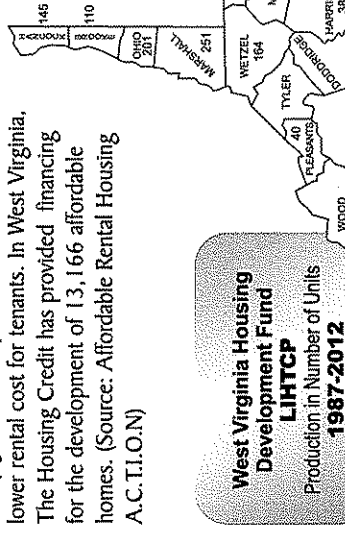 lower rental cost for tenants. In West Virginia,
The Housing Credit has provided financing
for the development of 13,166 affordable
homes. (Source: Affordable Rental Housing
A.C.T.I.O.N)
West Virginia Housing
Development Fund
LIHTCP
Production in Number of Units
1987-2012
HANCOCK
145
BROOKE
110
OHIO
201
MARSHALL
251
WETZEL
164
TYLER
40
PLEASANTS
DODDRIDGE
WOOD
HARRI